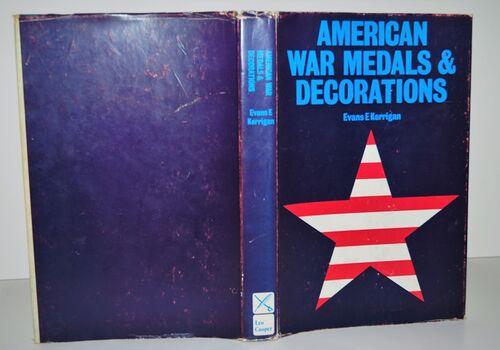 AMERICAN WAR
MEDALS &
DECORATIONS
Evans E
Kerrigan
Leo
Cooper
AMERICAN
WAR MEDALS &
DECORATIONS
Evans E Kerrigan